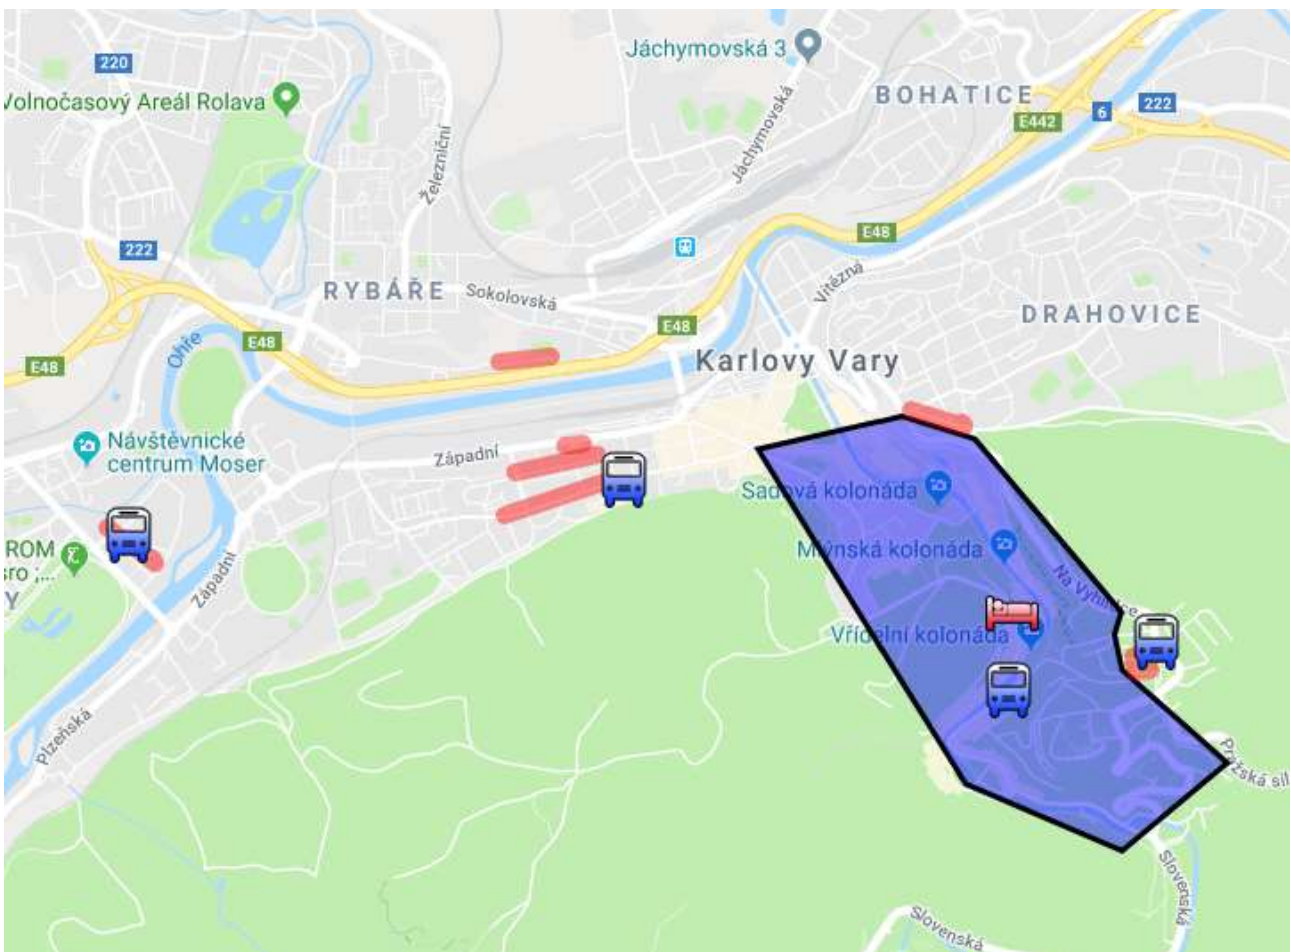 Jáchymovská 3
220
BOHATICE
Volnočasový Areál Rolava
6
222
E442
Železniční
Jáchymovská
222
E48
RYBÁŘE
Sokolovská
Vítězná
DRAHOVICE
E48
Ohře
E48
E48
Karlovy Vary
Návštěvnické
centrum Moser
Západní
Sadová kolonáda
ROM
Mlýnská kolonáda
Y
Západní
Vřídelní kolonáda
Plzeňská
Slovenská
Slovenská